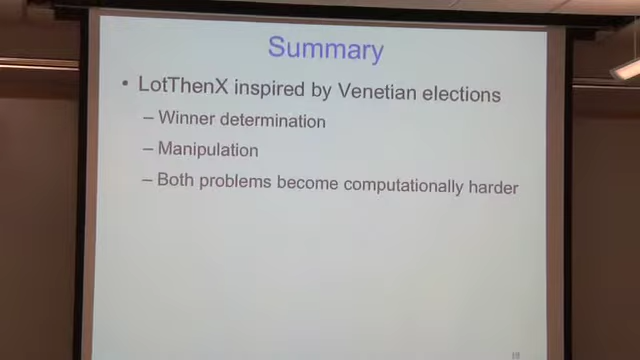 Summary
• LotThenX inspired by Venetian elections
– Winner determination
– Manipulation
– Both problems become computationally harder